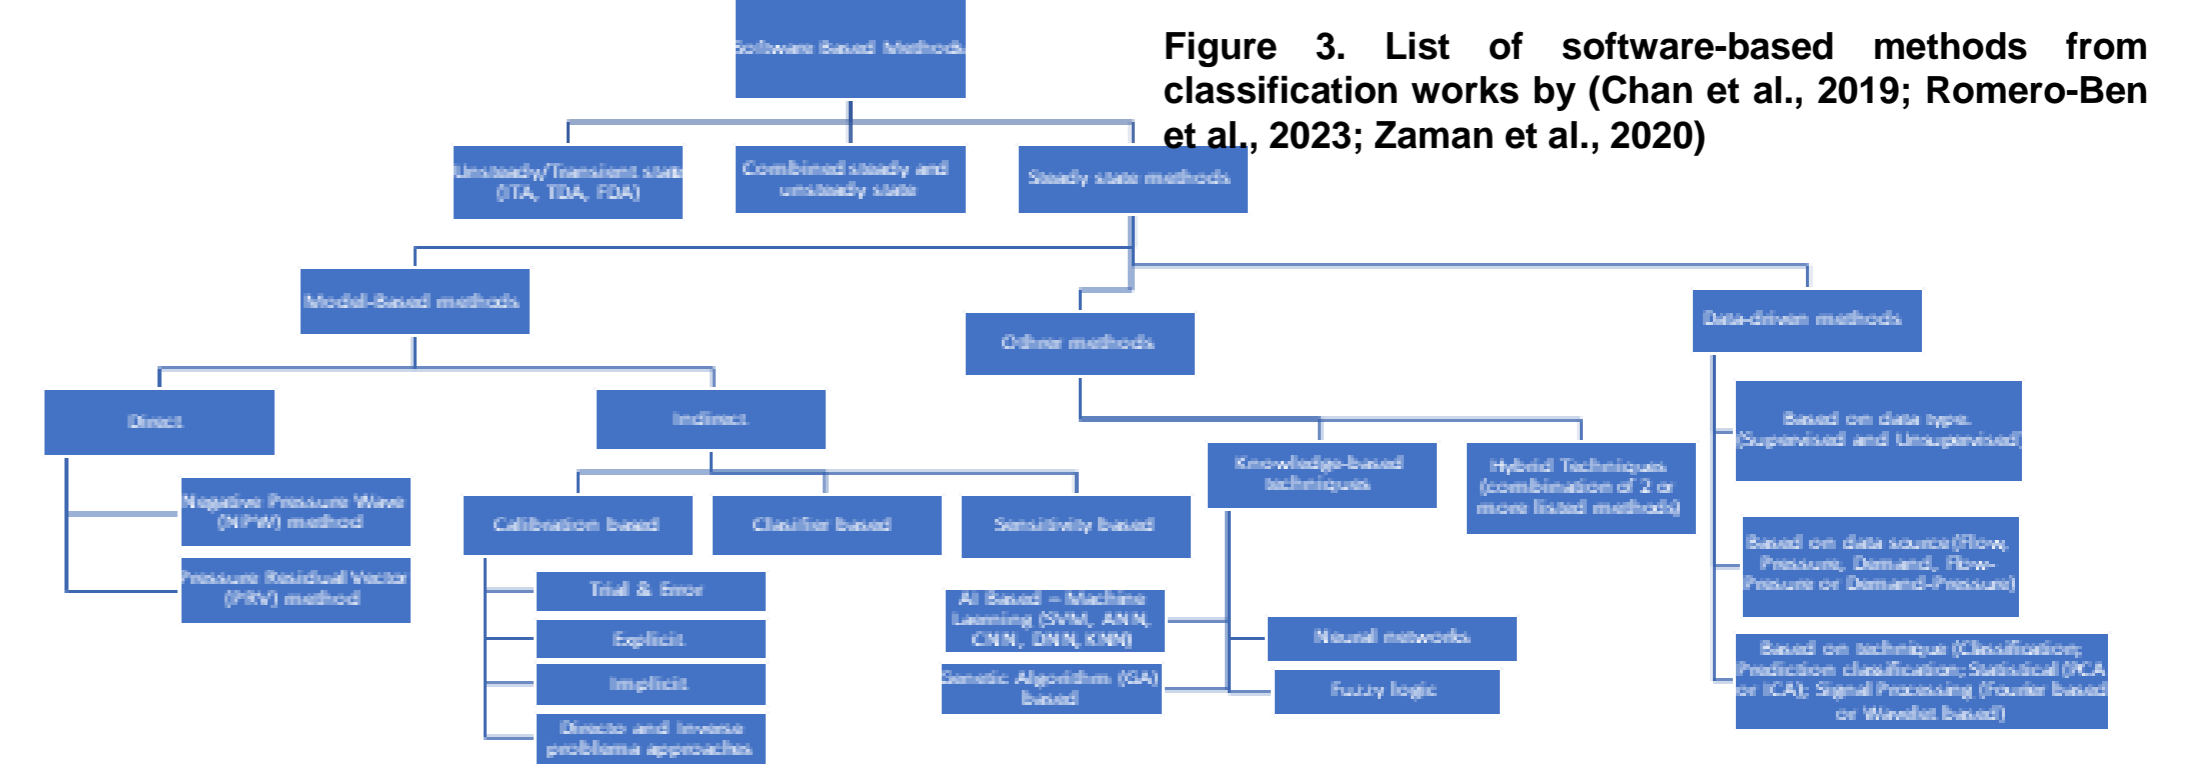 Software Based Methods
Figure 3. List of software-based methods from
classification works by (Chan et al., 2019; Romero-Ben
et al., 2023; Zaman et al., 2020)
Unsteady/Transient state
(ITA, TDA, FDA)
Combined steady and
unsteady state
Steady state methods
Model-Based methods
Othrer methods
Data-driven methods
Direct
Indirect
Negative Pressure Wave
(NPW) method
Pressure Residual Vector
(PRV) method
Calibration based
Clasifier based
Sensitivity based
Trial & Error
Explicit
Implicit
Directo and Inverse
problema approaches
Knowledge-based
techniques
Hybrid Techniques
(combination of 2 or
more listed methods)
AI Based – Machine
Laerning (SVM, ANN,
CNN, DNN, KNN)
Genetic Algorithm (GA)
based
Neural networks
Fuzzy logic
Based on data type.
(Supervised and Unsupervised)
Based on data source(Flow,
Pressure, Demand, Flow-
Presure or Demand-Pressure)
Based on technique (Classification;
Prediction classification; Statistical (PCA
or ICA); Signal Processing (Fourier based
or Wavelet based)